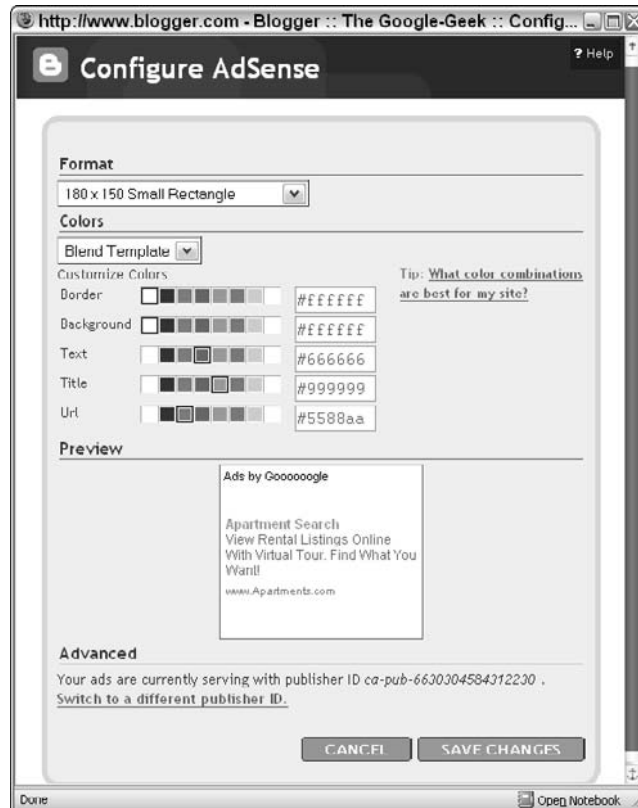 http://www.blogger.com - Blogger :: The Google-Geek :: Config...
Configure AdSense
? Help
Format
180 x 150 Small Rectangle
Colors
Blend Template
Customize Colors
Tip: What color combinations
are best for my site?
Border
#ffffff
Background
#ffffff
Text
#666666
Title
#999999
Url
#5588aa
Preview
Ads by Goooooogle
Apartment Search
View Rental Listings Online
With Virtual Tour. Find What You
Want!
www.Apartments.com
Advanced
Your ads are currently serving with publisher ID ca-pub-6630304584312230 .
Switch to a different publisher ID.
CANCEL
SAVE CHANGES
Done
Open Notebook